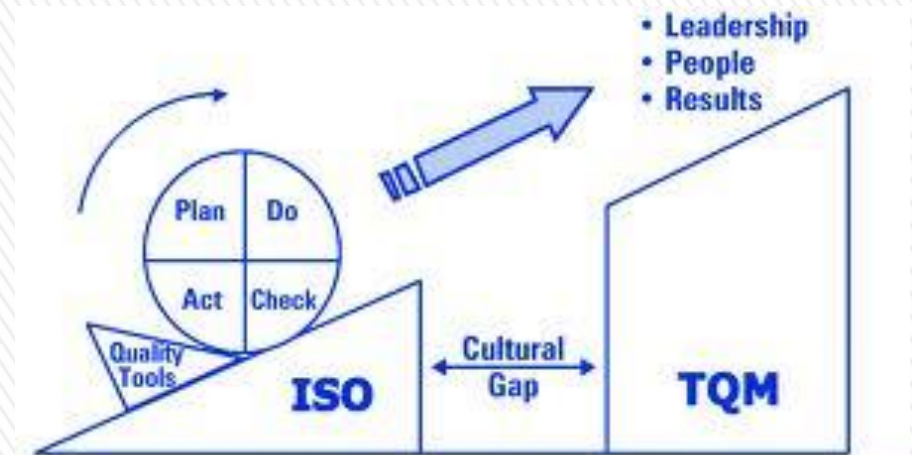 • Leadership
• People
• Results
Plan
Do
Act
Check
Quality
Tools
ISO
Cultural
Gap
TQM